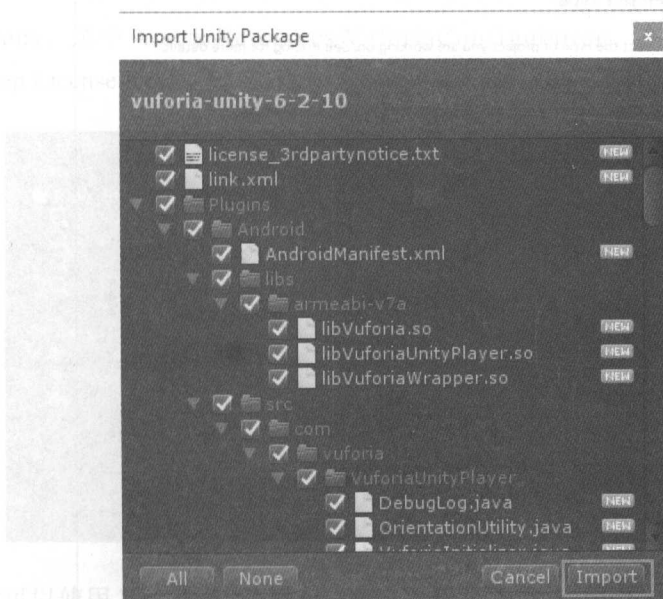 Import Unity Package x
vuforia-unity-6-2-10
license_3rdpartynotice.txt NEW
link.xml NEW
Plugins
Android
AndroidManifest.xml NEW
libs
armeabi-v7a
libVuforia.so NEW
libVuforiaUnityPlayer.so NEW
libVuforiaWrapper.so NEW
src
com
vuforia
VuforiaUnityPlayer
DebugLog.java NEW
OrientationUtility.java NEW
All None Cancel Import